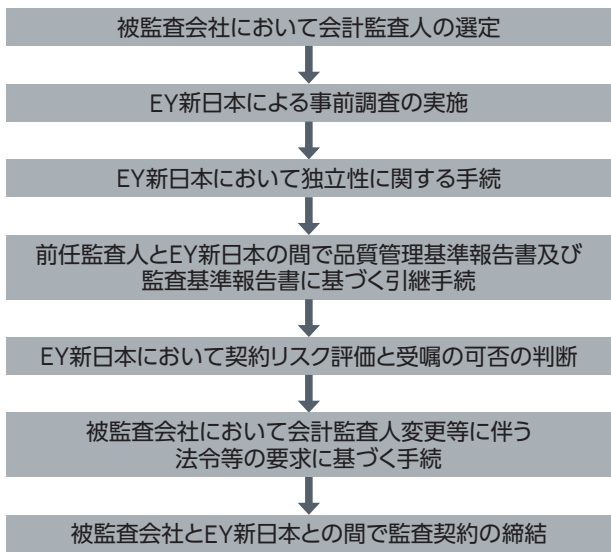 被監査会社において会計監査人の選定
EY新日本による事前調査の実施
EY新日本において独立性に関する手続
前任監査人とEY新日本の間で品質管理基準報告書及び
監査基準報告書に基づく引継手続
EY新日本において契約リスク評価と受嘱の可否の判断
被監査会社において会計監査人変更等に伴う
法令等の要求に基づく手続
被監査会社とEY新日本との間で監査契約の締結